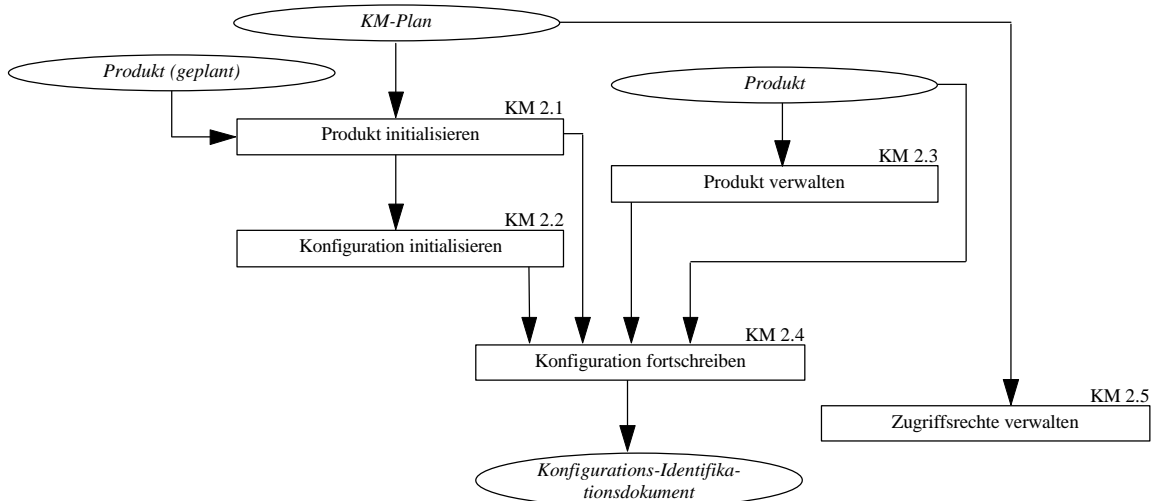 KM-Plan
Produkt (geplant)
Produkt
KM 2.1
Produkt initialisieren
KM 2.3
Produkt verwalten
KM 2.2
Konfiguration initialisieren
KM 2.4
Konfiguration fortschreiben
KM 2.5
Zugriffsrechte verwalten
Konfigurations-Identifika-
tionsdokument